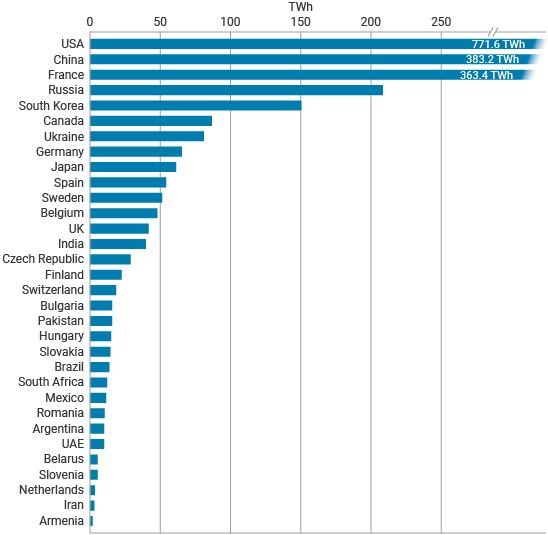 TWh
0 50 100 150 200 250
USA 771.6 TWh
China 383.2 TWh
France 363.4 TWh
Russia
South Korea
Canada
Ukraine
Germany
Japan
Spain
Sweden
Belgium
UK
India
Czech Republic
Finland
Switzerland
Bulgaria
Pakistan
Hungary
Slovakia
Brazil
South Africa
Mexico
Romania
Argentina
UAE
Belarus
Slovenia
Netherlands
Iran
Armenia